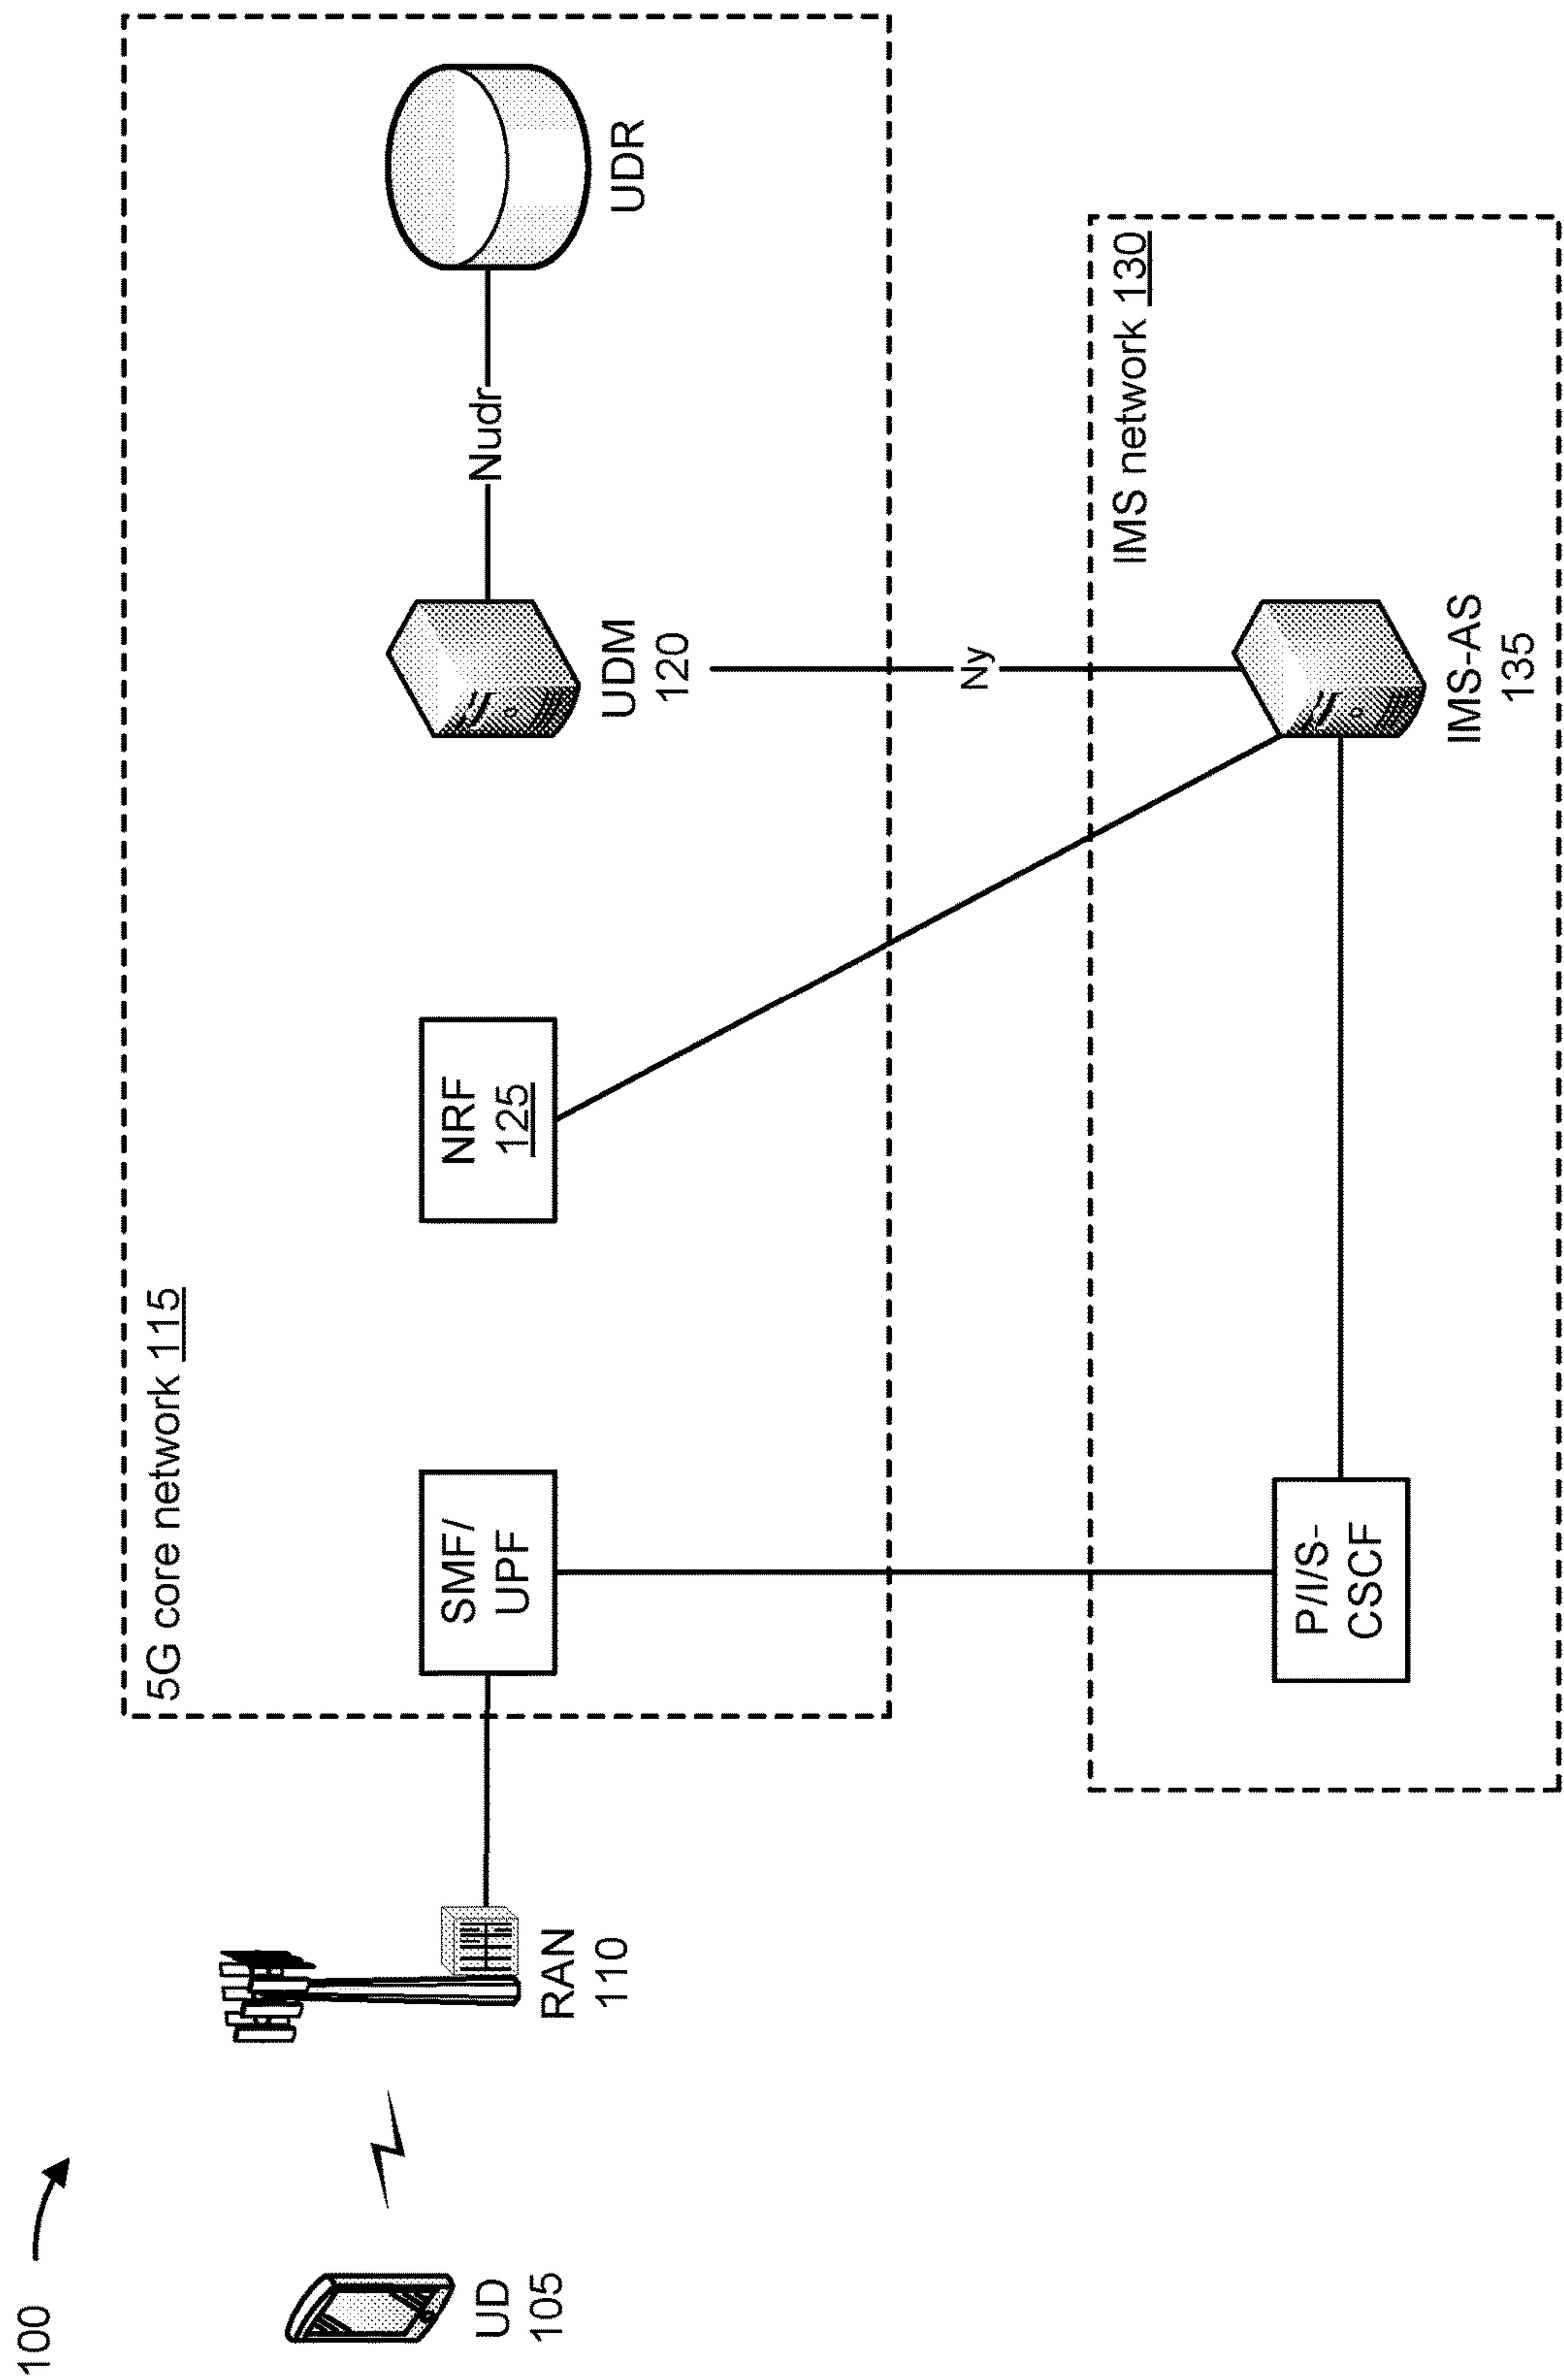 100
5G core network 115
UD
105
RAN
110
SMF/
UPF
NRF
125
UDM
120
Nudr
UDR
Ny
IMS network 130
P/I/S-
CSCF
IMS-AS
135